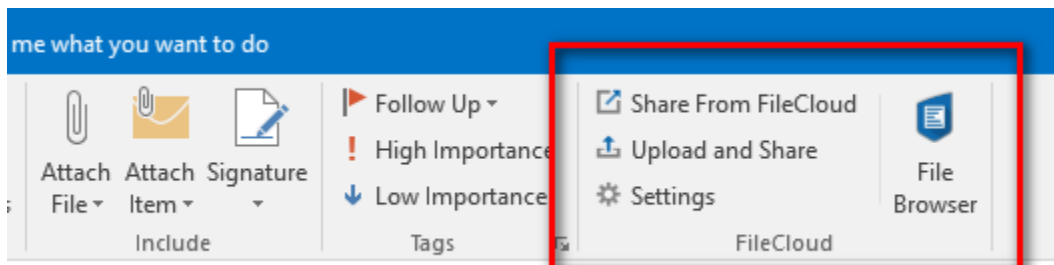 me what you want to do
Attach File
Attach Item
Signature
Include
Follow Up
High Importance
Low Importance
Tags
Share From FileCloud
Upload and Share
Settings
File Browser
FileCloud